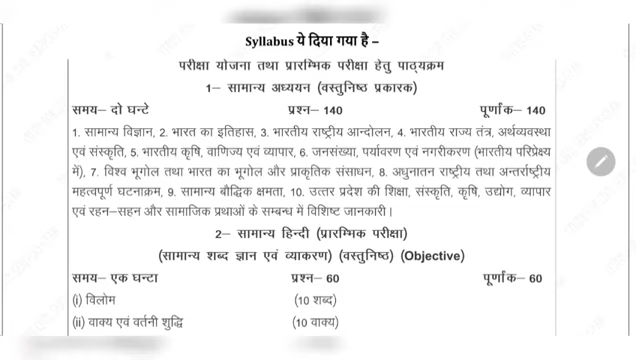 Syllabus ये दिया गया है –
परीक्षा योजना तथा प्रारम्भिक परीक्षा हेतु पाठ्यक्रम
1– सामान्य अध्ययन (वस्तुनिष्ठ प्रकारक)
समय– दो घन्टे प्रश्न– 140 पूर्णांक– 140
1. सामान्य विज्ञान, 2. भारत का इतिहास, 3. भारतीय राष्ट्रीय आन्दोलन, 4. भारतीय राज्य तंत्र, अर्थव्यवस्था
एवं संस्कृति, 5. भारतीय कृषि, वाणिज्य एवं व्यापार, 6. जनसंख्या, पर्यावरण एवं नगरीकरण (भारतीय परिप्रेक्ष्य
में), 7. विश्व भूगोल तथा भारत का भूगोल और प्राकृतिक संसाधन, 8. अधुनातन राष्ट्रीय तथा अन्तर्राष्ट्रीय
महत्वपूर्ण घटनाक्रम, 9. सामान्य बौद्धिक क्षमता, 10. उत्तर प्रदेश की शिक्षा, संस्कृति, कृषि, उद्योग, व्यापार
एवं रहन–सहन और सामाजिक प्रथाओं के सम्बन्ध में विशिष्ट जानकारी।
2– सामान्य हिन्दी (प्रारम्भिक परीक्षा)
(सामान्य शब्द ज्ञान एवं व्याकरण) (वस्तुनिष्ठ) (Objective)
समय– एक घन्टा प्रश्न– 60 पूर्णांक– 60
(i) विलोम (10 शब्द)
(ii) वाक्य एवं वर्तनी शुद्धि (10 वाक्य)